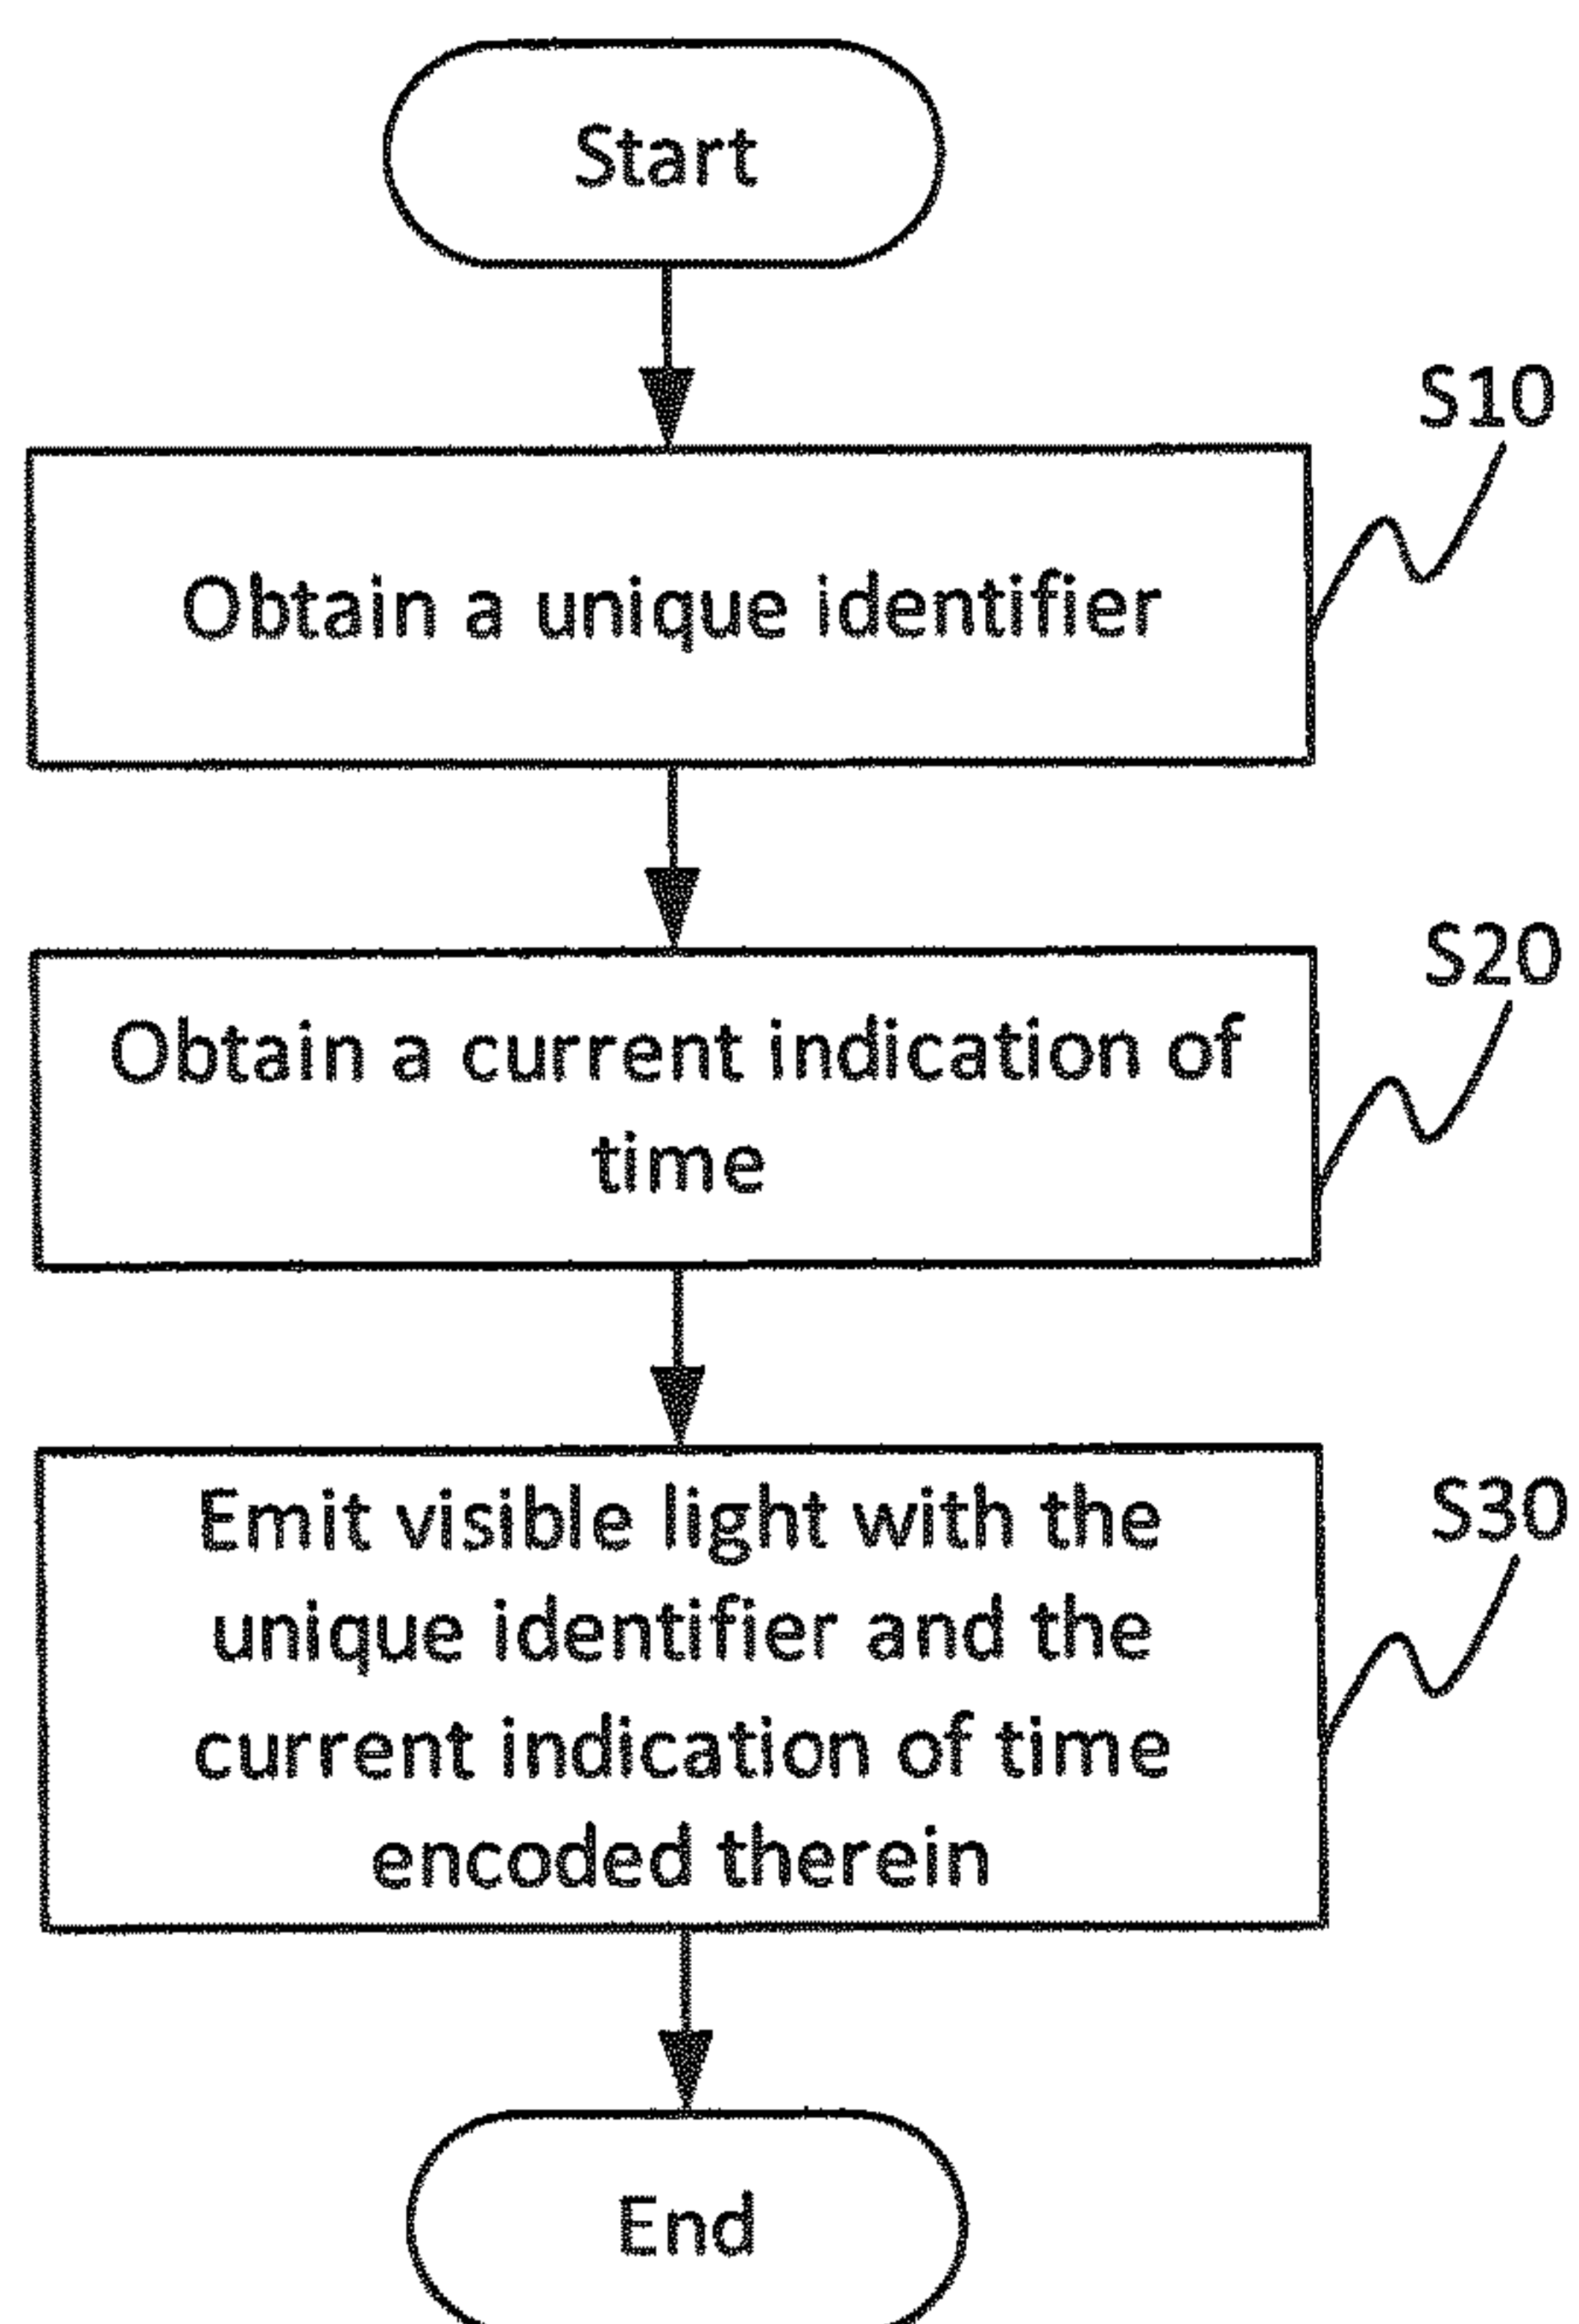 Start
S10
Obtain a unique identifier
S20
Obtain a current indication of
time
S30
Emit visible light with the
unique identifier and the
current indication of time
encoded therein
End